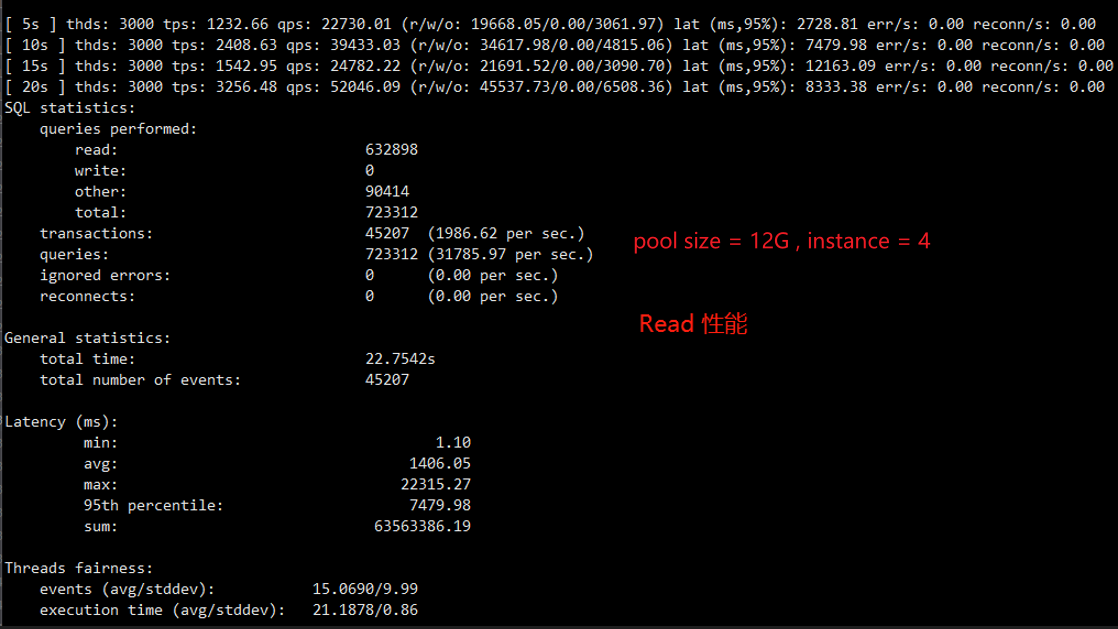 [ 5s ] thds: 3000 tps: 1232.66 qps: 22730.01 (r/w/o: 19668.05/0.00/3061.97) lat (ms,95%): 2728.81 err/s: 0.00 reconn/s: 0.00
[ 10s ] thds: 3000 tps: 2408.63 qps: 39433.03 (r/w/o: 34617.98/0.00/4815.06) lat (ms,95%): 7479.98 err/s: 0.00 reconn/s: 0.00
[ 15s ] thds: 3000 tps: 1542.95 qps: 24782.22 (r/w/o: 21691.52/0.00/3090.70) lat (ms,95%): 12163.09 err/s: 0.00 reconn/s: 0.00
[ 20s ] thds: 3000 tps: 3256.48 qps: 52046.09 (r/w/o: 45537.73/0.00/6508.36) lat (ms,95%): 8333.38 err/s: 0.00 reconn/s: 0.00
SQL statistics:
queries performed:
read: 632898
write: 0
other: 90414
total: 723312
transactions: 45207 (1986.62 per sec.)
pool size = 12G , instance = 4
queries: 723312 (31785.97 per sec.)
ignored errors: 0 (0.00 per sec.)
reconnects: 0 (0.00 per sec.)
Read 性能
General statistics:
total time: 22.7542s
total number of events: 45207
Latency (ms):
min: 1.10
avg: 1406.05
max: 22315.27
95th percentile: 7479.98
sum: 63563386.19
Threads fairness:
events (avg/stddev): 15.0690/9.99
execution time (avg/stddev): 21.1878/0.86